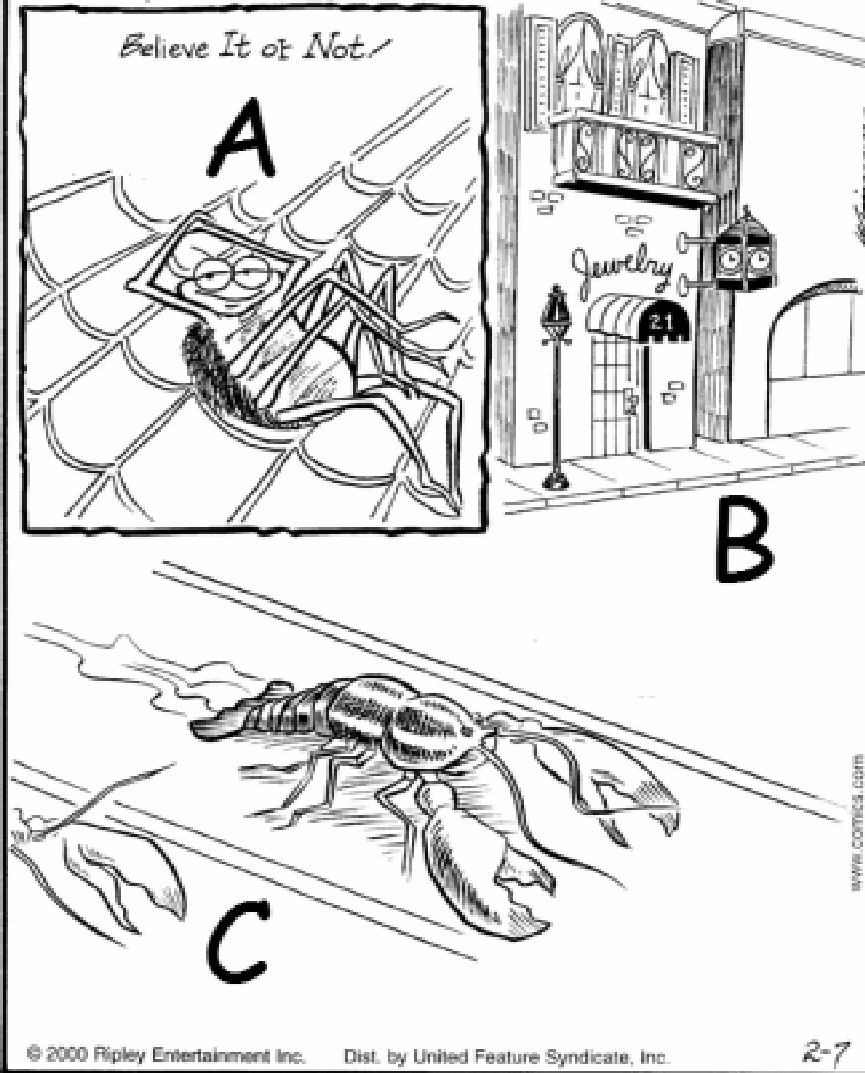 Believe It or Not!
A
Jewelry
21
B
www.comics.com
C
© 2000 Ripley Entertainment Inc. Dist. by United Feature Syndicate, Inc.
2-7